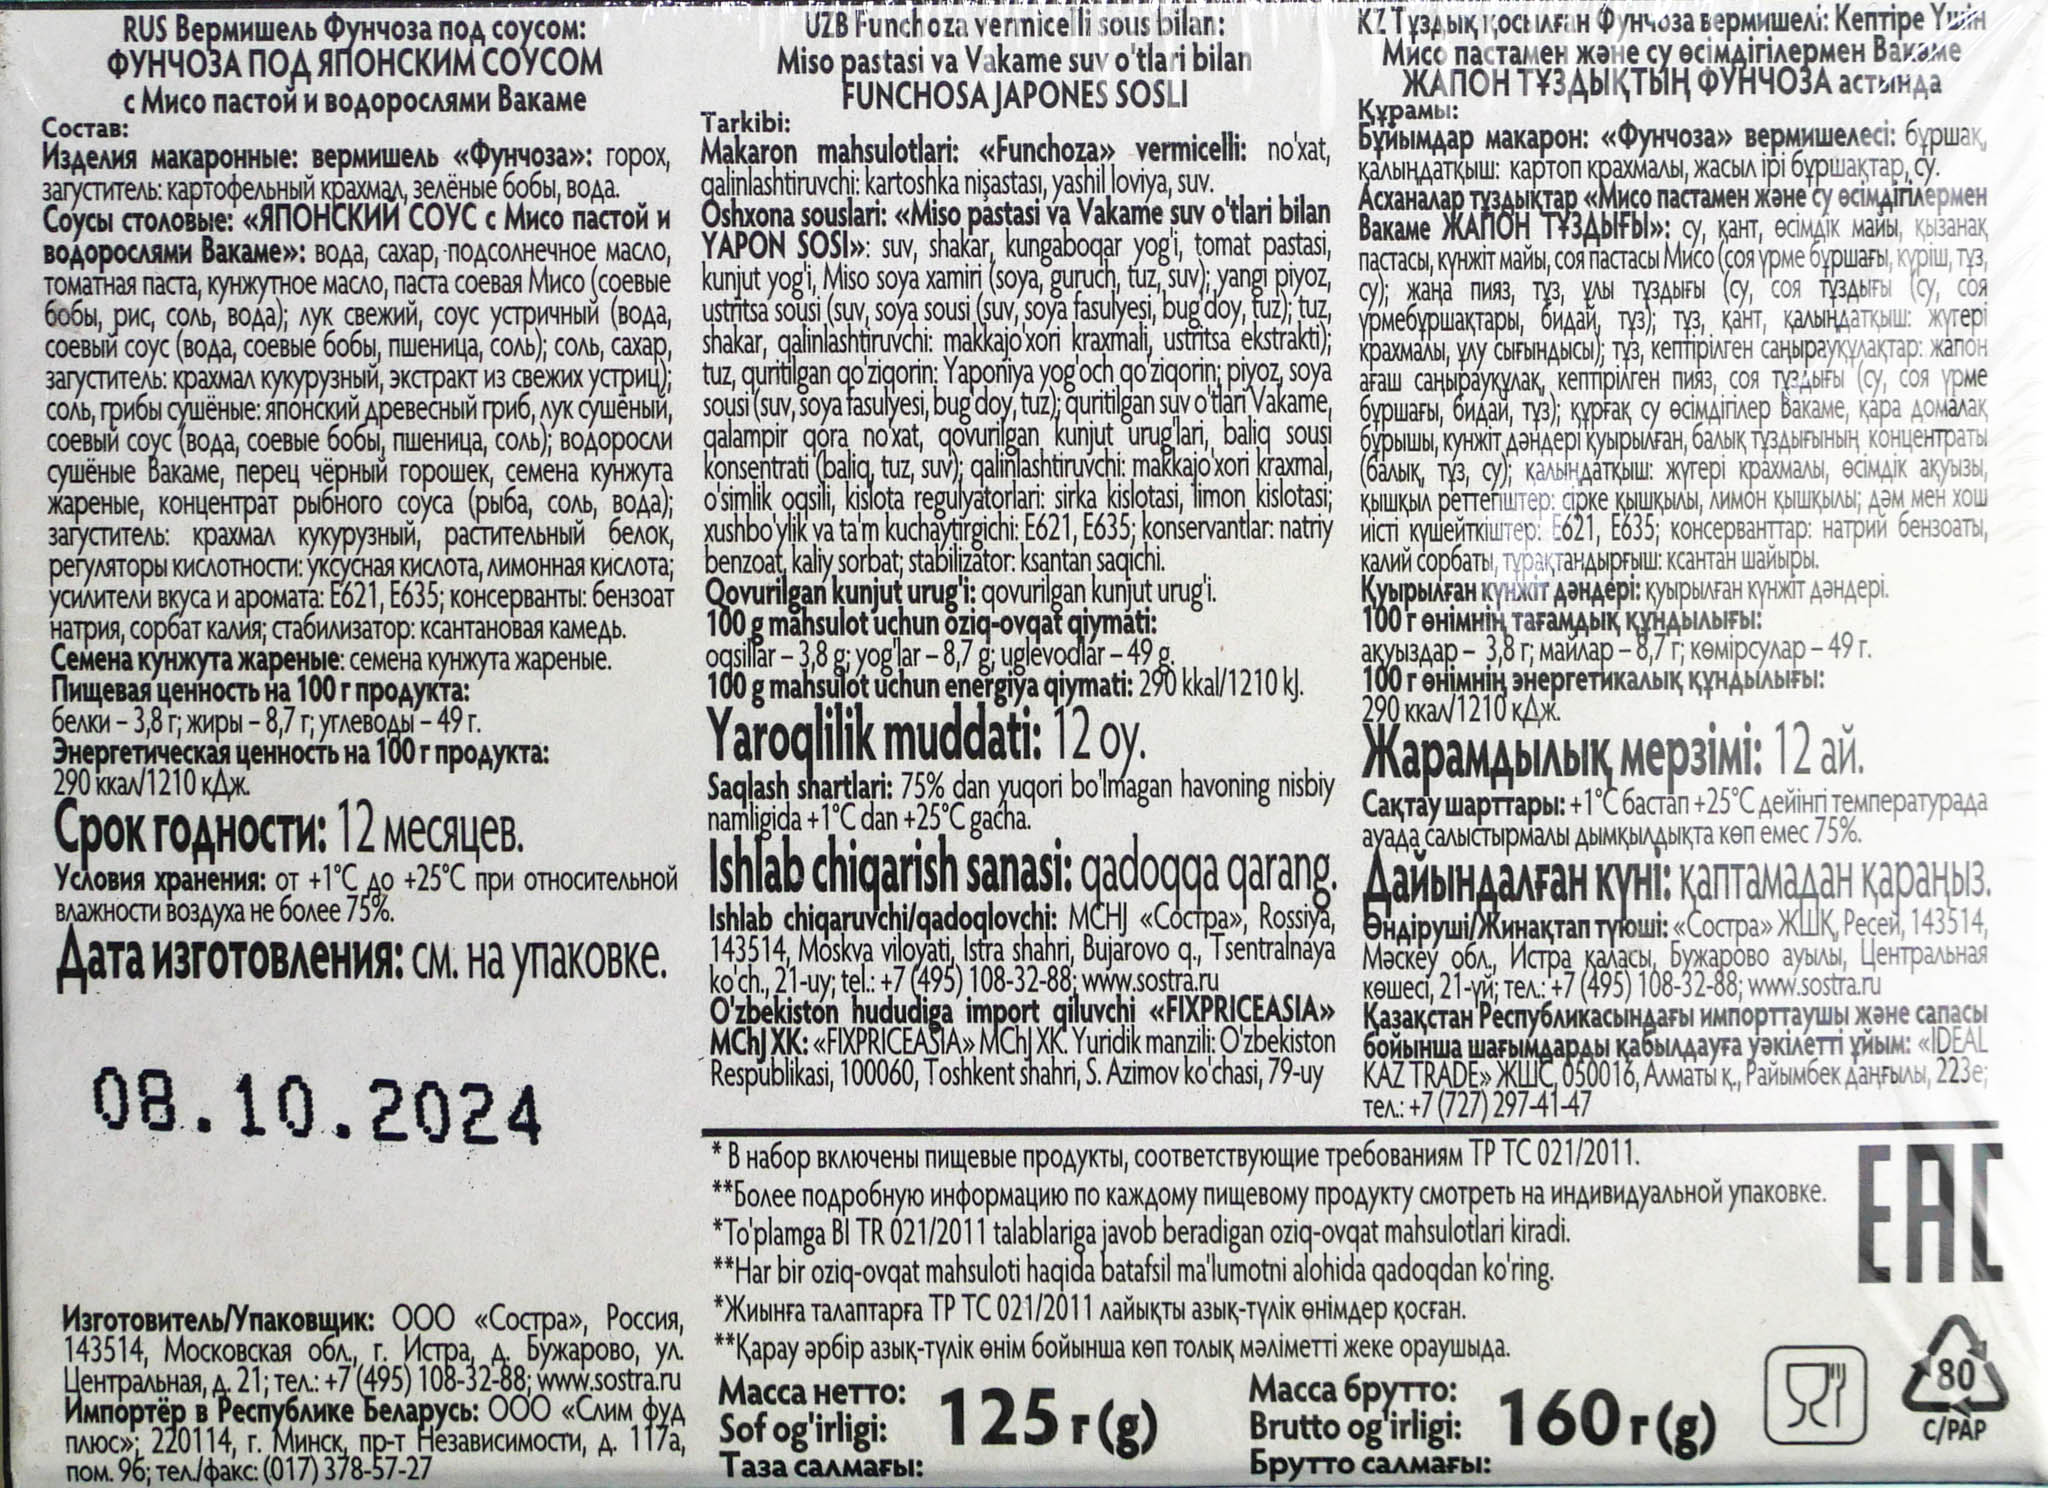 RUS Вермишель Фунчоза под соусом:
ФУНЧОЗА ПОД ЯПОНСКИМ СОУСОМ
с Мисо пастой и водорослями Вакаме
Состав:
Изделия макаронные: вермишель «Фунчоза»: горох,
загуститель: картофельный крахмал, зелёные бобы, вода.
Соусы столовые: «ЯПОНСКИЙ СОУС с Мисо пастой и
водорослями Вакаме»: вода, сахар, подсолнечное масло,
томатная паста, кунжутное масло, паста соевая Мисо (соевые
бобы, рис, соль, вода); лук свежий, соус устричный (вода,
соевый соус (вода, соевые бобы, пшеница, соль); соль, сахар,
загуститель: крахмал кукурузный, экстракт из свежих устриц);
соль, грибы сушёные: японский древесный гриб, лук сушёный,
соевый соус (вода, соевые бобы, пшеница, соль); водоросли
сушёные Вакаме, перец чёрный горошек, семена кунжута
жареные, концентрат рыбного соуса (рыба, соль, вода);
загуститель: крахмал кукурузный, растительный белок,
регуляторы кислотности: уксусная кислота, лимонная кислота;
усилители вкуса и аромата: E621, E635; консерванты: бензоат
натрия, сорбат калия; стабилизатор: ксантановая камедь.
Семена кунжута жареные: семена кунжута жареные.
Пищевая ценность на 100 г продукта:
белки – 3,8 г; жиры – 8,7 г; углеводы – 49 г.
Энергетическая ценность на 100 г продукта:
290 ккал/1210 кДж.
Срок годности: 12 месяцев.
Условия хранения: от +1°C до +25°C при относительной
влажности воздуха не более 75%.
Дата изготовления: см. на упаковке.
08.10.2024
Изготовитель/Упаковщик: ООО «Состра», Россия,
143514, Московская обл., г. Истра, д. Бужарово, ул.
Центральная, д. 21; тел.: +7 (495) 108-32-88; www.sostra.ru
Импортёр в Республике Беларусь: ООО «Слим фуд
плюс»; 220114, г. Минск, пр-т Независимости, д. 117а,
пом. 9б; тел./факс: (017) 378-57-27
UZB Funchoza vermicelli sous bilan:
Miso pastasi va Vakame suv o'tlari bilan
FUNCHOSA JAPONES SOSLI
Tarkibi:
Makaron mahsulotlari: «Funchoza» vermicelli: no'xat,
qalinlashtiruvchi: kartoshka nişastası, yashil loviya, suv.
Oshxona souslari: «Miso pastasi va Vakame suv o'tlari bilan
YAPON SOSI»: suv, shakar, kungaboqar yog'i, tomat pastasi,
kunjut yog'i, Miso soya xamiri (soya, guruch, tuz, suv); yangi piyoz,
ustritsa sousi (suv, soya sousi (suv, soya fasulyesi, bug'doy, tuz); tuz,
shakar, qalinlashtiruvchi: makkajo'xori kraxmali, ustritsa ekstrakti);
tuz, quritilgan qo'ziqorin: Yaponiya yog'och qo'ziqorin; piyoz, soya
sousi (suv, soya fasulyesi, bug'doy, tuz); quritilgan suv o'tlari Vakame,
qalampir qora no'xat, qovurilgan kunjut urug'lari, baliq sousi
konsentrati (baliq, tuz, suv); qalinlashtiruvchi: makkajo'xori kraxmal,
o'simlik oqsili, kislota regulyatorlari: sirka kislotasi, limon kislotasi;
xushbo'ylik va ta'm kuchaytirgichi: E621, E635; konservantlar: natriy
benzoat, kaliy sorbat; stabilizator: ksantan saqichi.
Qovurilgan kunjut urug'i: qovurilgan kunjut urug'i.
100 g mahsulot uchun oziq-ovqat qiymati:
oqsillar – 3,8 g; yog'lar – 8,7 g; uglevodlar – 49 g.
100 g mahsulot uchun energiya qiymati: 290 kkal/1210 kJ.
Yaroqlilik muddati: 12 oy.
Saqlash shartlari: 75% dan yuqori bo'lmagan havoning nisbiy
namligida +1°C dan +25°C gacha.
Ishlab chiqarish sanasi: qadoqqa qarang.
Ishlab chiqaruvchi/qadoqlovchi: MCHJ «Состра», Rossiya,
143514, Moskva viloyati, Istra shahri, Bujarovo q., Tsentralnaya
ko'ch., 21-uy; tel.: +7 (495) 108-32-88; www.sostra.ru
O'zbekiston hududiga import qiluvchi «FIXPRICEASIA»
MChJ XK: «FIXPRICEASIA» MChJ XK. Yuridik manzili: O'zbekiston
Respublikasi, 100060, Toshkent shahri, S. Azimov ko'chasi, 79-uy
KZ Тұздық қосылған Фунчоза вермишелі: Кептіре Үшін
Мисо пастамен және су өсімдігілермен Вакаме
ЖАПОН ТҰЗДЫҚТЫҢ ФУНЧОЗА астында
Құрамы:
Бұйымдар макарон: «Фунчоза» вермишелесі: бұршақ,
қалыңдатқыш: картоп крахмалы, жасыл ірі бұршақтар, су.
Асханалар тұздықтар «Мисо пастамен және су өсімдігілермен
Вакаме ЖАПОН ТҰЗДЫҒЫ»: су, қант, өсімдік майы, қызанақ
пастасы, күнжіт майы, соя пастасы Мисо (соя үрме бұршағы, күріш, тұз,
су); жаңа пияз, тұз, ұлы тұздығы (су, соя тұздығы (су, соя
үрмебұршақтары, бидай, тұз); тұз, қант, қалыңдатқыш: жүгері
крахмалы, ұлу сығындысы); тұз, кептірілген саңырауқұлақтар: жапон
ағаш саңырауқұлақ, кептірілген пияз, соя тұздығы (су, соя үрме
бұршағы, бидай, тұз); құрғақ су өсімдігілер Вакаме, қара домалақ
бұрышы, күнжіт дәндері қуырылған, балық тұздығының концентраты
(балық, тұз, су); қалыңдатқыш: жүгері крахмалы, өсімдік ақуызы,
қышқыл реттегіштер: сірке қышқылы, лимон қышқылы; дәм мен хош
иісті күшейткіштер: E621, E635; консерванттар: натрий бензоаты,
калий сорбаты, тұрақтандырғыш: ксантан шайыры.
Қуырылған күнжіт дәндері: қуырылған күнжіт дәндері.
100 г өнімнің тағамдық құндылығы:
ақуыздар – 3,8 г; майлар – 8,7 г; көмірсулар – 49 г.
100 г өнімнің энергетикалық құндылығы:
290 ккал/1210 кДж.
Жарамдылық мерзімі: 12 ай.
Сақтау шарттары: +1°C бастап +25°C дейінгі температурада
ауада салыстырмалы дымқылдықта көп емес 75%.
Дайындалған күні: қаптамадан қараңыз.
Өндіруші/Жинақтап түюші: «Состра» ЖШҚ, Ресей, 143514,
Мәскеу обл., Истра қаласы, Бужарово ауылы, Центральная
көшесі, 21-үй; тел.: +7 (495) 108-32-88; www.sostra.ru
Қазақстан Республикасындағы импорттаушы және сапасы
бойынша шағымдарды қабылдауға уәкілетті ұйым: «IDEAL
KAZ TRADE» ЖШС, 050016, Алматы қ., Райымбек даңғылы, 223е;
тел.: +7 (727) 297-41-47
* В набор включены пищевые продукты, соответствующие требованиям ТР ТС 021/2011.
**Более подробную информацию по каждому пищевому продукту смотреть на индивидуальной упаковке.
*To'plamga BI TR 021/2011 talablariga javob beradigan oziq-ovqat mahsulotlari kiradi.
**Har bir oziq-ovqat mahsuloti haqida batafsil ma'lumotni alohida qadoqdan ko'ring.
*Жиынға талаптарға ТР ТС 021/2011 лайықты азық-түлік өнімдер қосған.
**Қарау әрбір азық-түлік өнім бойынша көп толық мәліметті жеке ораушыда.
EAC
Масса нетто:
Sof og'irligi:
Таза салмағы:
125 г (g)
Масса брутто:
Brutto og'irligi:
Брутто салмағы:
160 г (g)
80
C/PAP